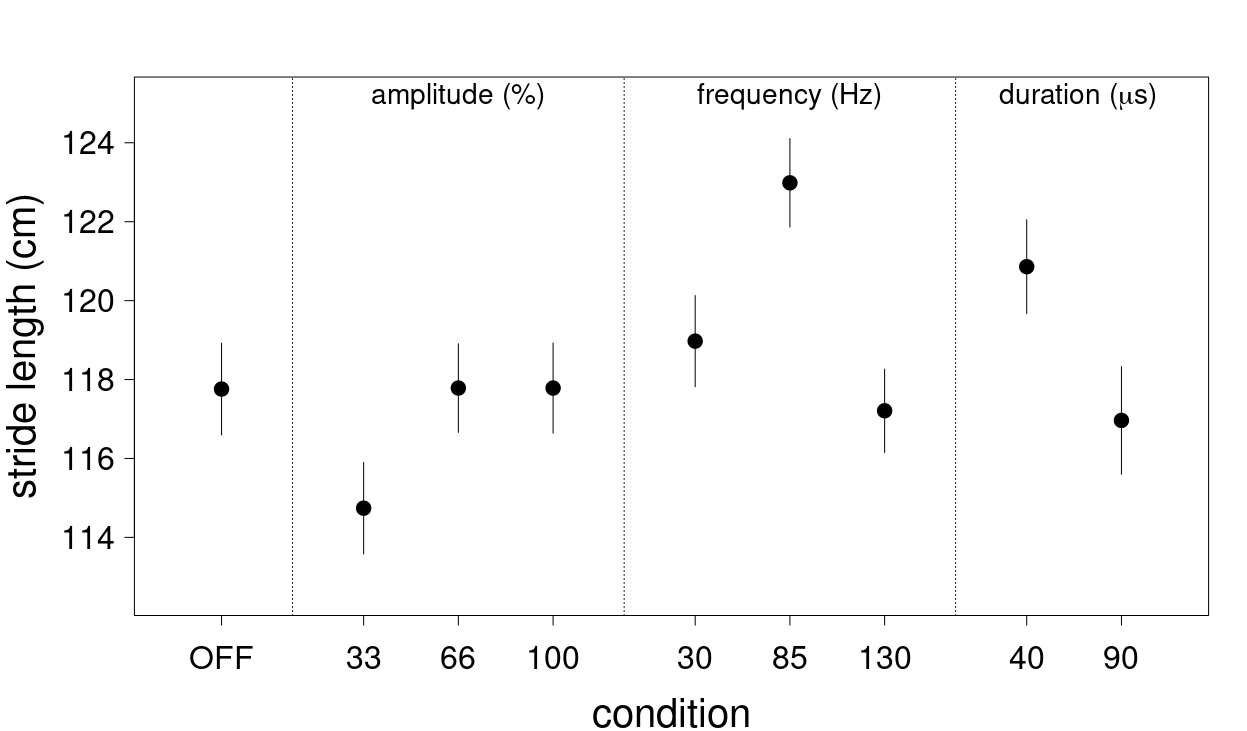 amplitude (%) frequency (Hz) duration (μs)
124
122
120
118
116
114
stride length (cm)
OFF 33 66 100 30 85 130 40 90
condition